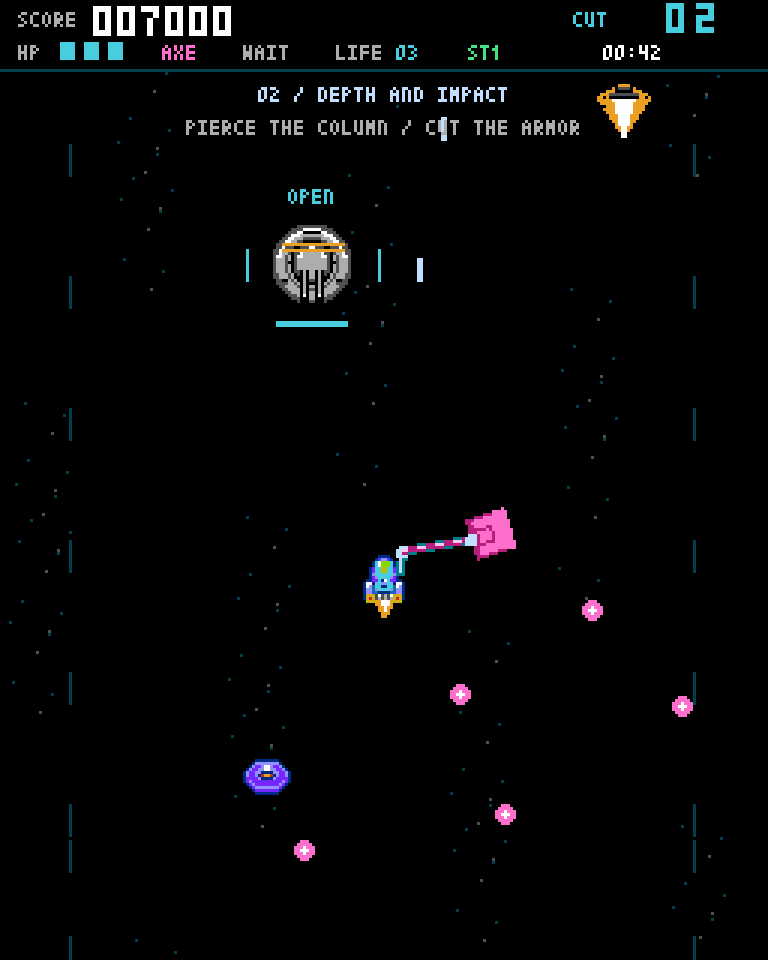 SCORE 007000 CUT 02
HP AXE WAIT LIFE 03 ST1 00:42
02 / DEPTH AND IMPACT
PIERCE THE COLUMN / CUT THE ARMOR
OPEN